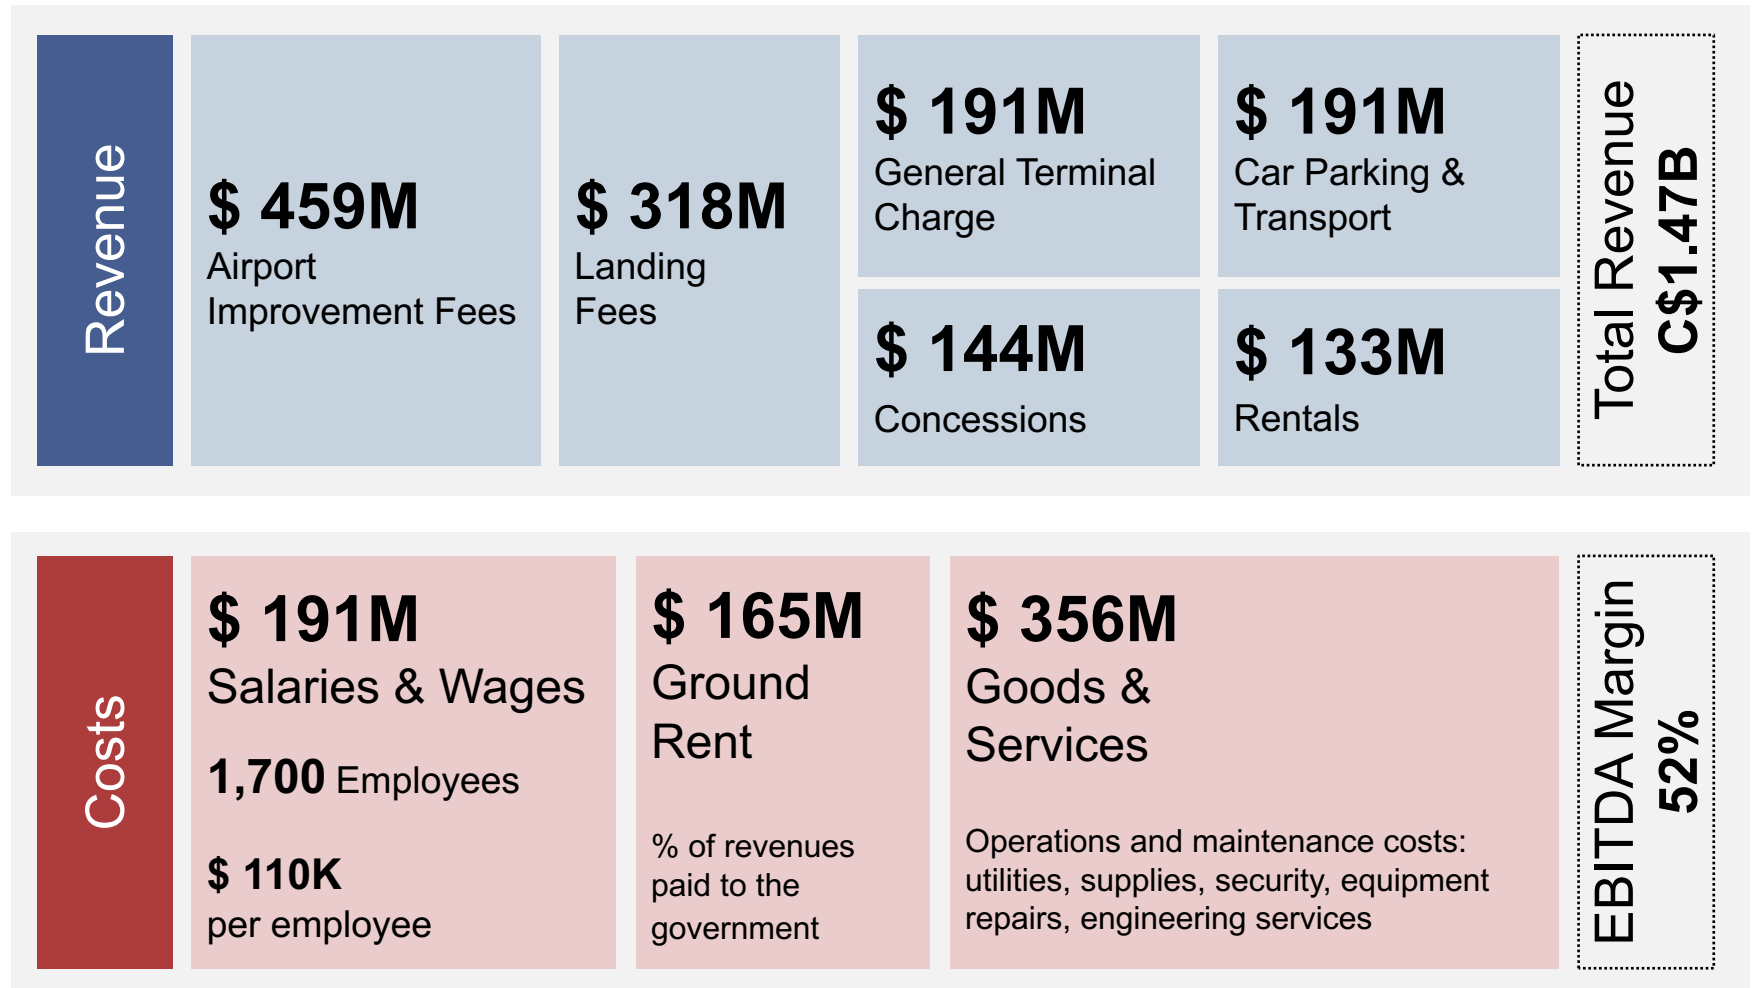 Revenue
$ 459M
Airport
Improvement Fees
$ 318M
Landing
Fees
$ 191M
General Terminal
Charge
$ 191M
Car Parking &
Transport
$ 144M
Concessions
$ 133M
Rentals
Total Revenue
C$1.47B
Costs
$ 191M
Salaries & Wages
1,700 Employees
$ 110K
per employee
$ 165M
Ground
Rent
% of revenues
paid to the
government
$ 356M
Goods &
Services
Operations and maintenance costs:
utilities, supplies, security, equipment
repairs, engineering services
EBITDA Margin
52%